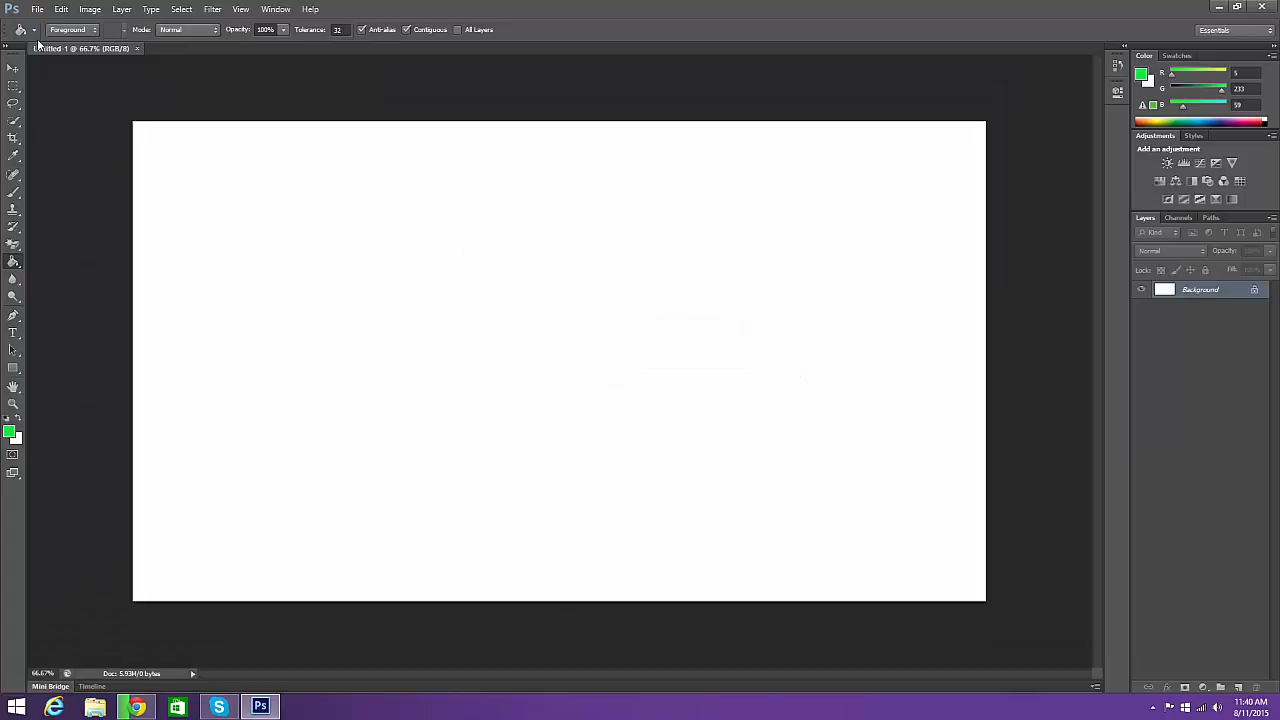 Ps File Edit Image Layer Type Select Filter View Window Help
Foreground Mode: Normal Opacity: 100% Tolerance: 32 Anti-alias Contiguous All Layers Essentials
Untitled-1 @ 66.7% (RGB/8) ×
Color Swatches
R 5
G 233
B 59
Adjustments Styles
Add an adjustment
Layers Channels Paths
Kind
Normal Opacity: 100%
Lock: Fill: 100%
Background
66.67% Doc: 5.93M/0 bytes
Mini Bridge Timeline
11:40 AM
8/11/2015